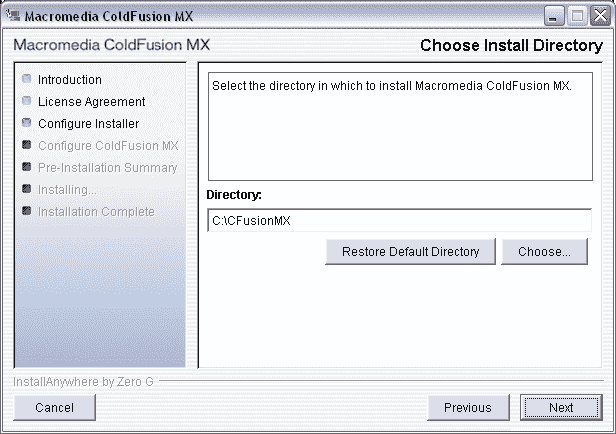 Macromedia ColdFusion MX
Macromedia ColdFusion MX
Choose Install Directory
Introduction
License Agreement
Configure Installer
Configure ColdFusion MX
Pre-Installation Summary
Installing...
Installation Complete
Select the directory in which to install Macromedia ColdFusion MX.
Directory:
C:\CFusionMX
Restore Default Directory
Choose...
InstallAnywhere by Zero G
Cancel
Previous
Next